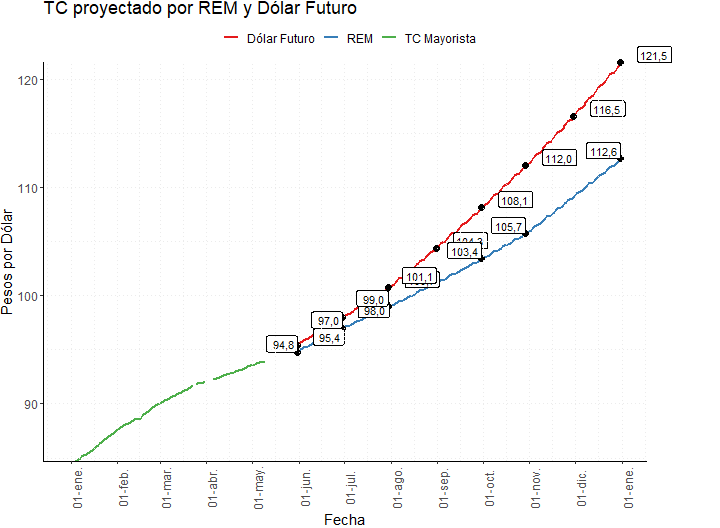 TC proyectado por REM y Dólar Futuro
Dólar Futuro REM TC Mayorista
Pesos por Dólar
120
110
100
90
121,5
116,5
112,6
112,0
108,1
105,7
103,4
101,1
99,0
98,0
97,0
95,4
94,8
01-ene.
01-feb.
01-mar.
01-abr.
01-may.
01-jun.
01-jul.
01-ago.
01-sep.
01-oct.
01-nov.
01-dic.
01-ene.
Fecha